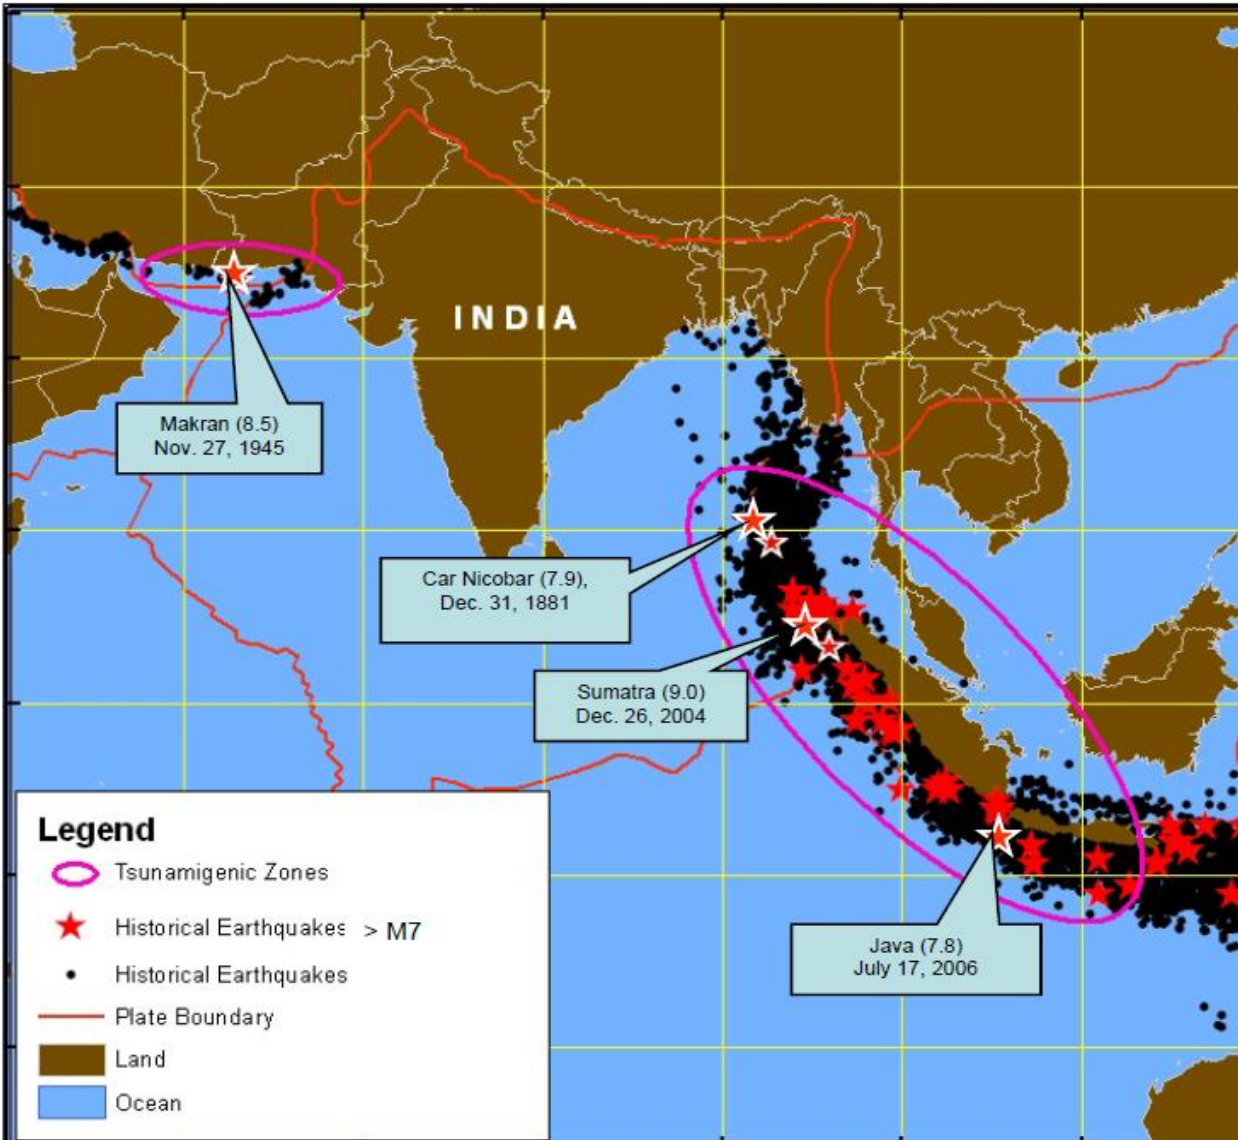 INDIA
Makran (8.5)
Nov. 27, 1945
Car Nicobar (7.9),
Dec. 31, 1881
Sumatra (9.0)
Dec. 26, 2004
Java (7.8)
July 17, 2006
Legend
Tsunamigenic Zones
Historical Earthquakes > M7
Historical Earthquakes
Plate Boundary
Land
Ocean